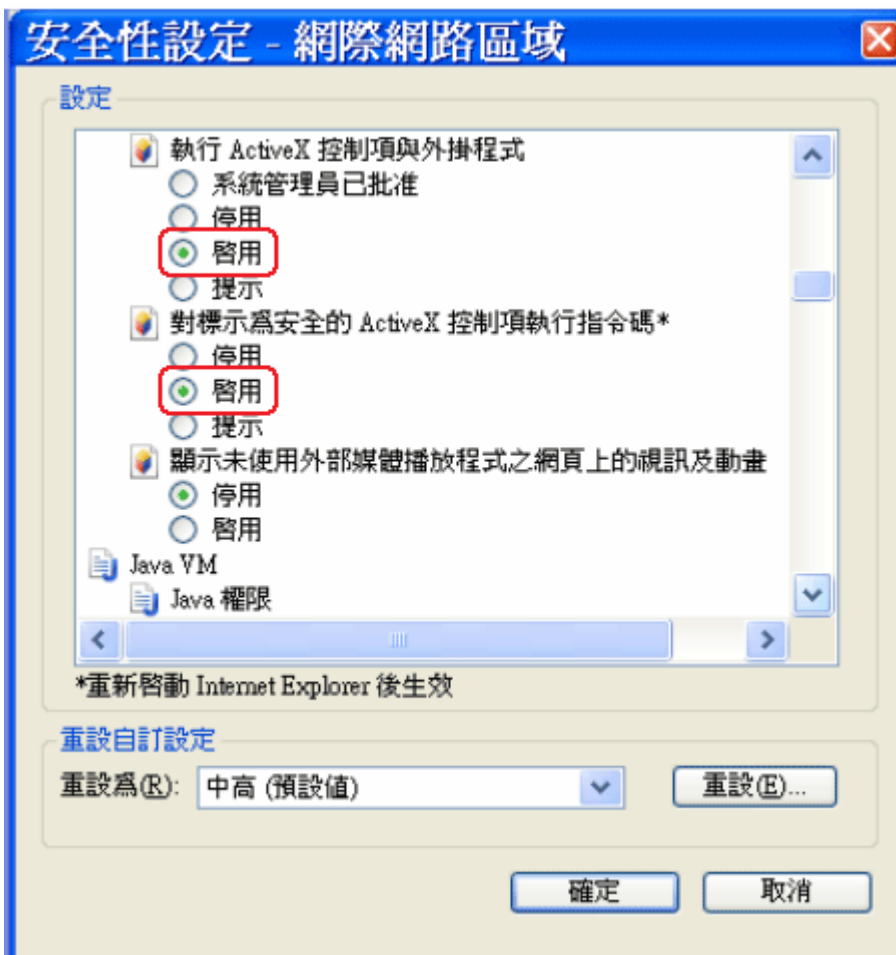 安全性設定 - 網際網路區域
設定
執行 ActiveX 控制項與外掛程式
系統管理員已批准
停用
啟用
提示
對標示為安全的 ActiveX 控制項執行指令碼*
停用
啟用
提示
顯示未使用外部媒體播放程式之網頁上的視訊及動畫
停用
啟用
Java VM
Java 權限
*重新啟動 Internet Explorer 後生效
重設自訂設定
重設為(R): 中高 (預設值) 重設(E)...
確定 取消